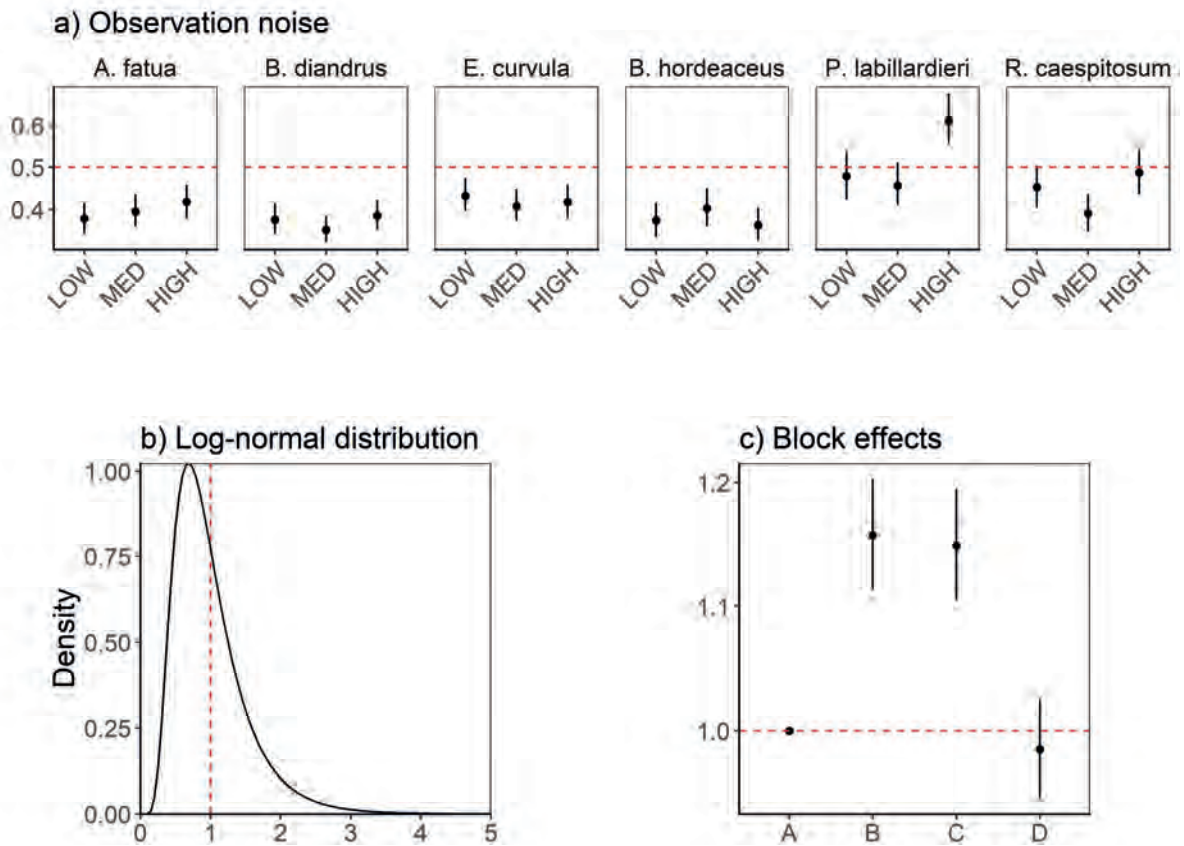 a) Observation noise
A. fatua B. diandrus E. curvula B. hordeaceus P. labillardieri R. caespitosum
0.6
0.5
0.4
LOW MED HIGH LOW MED HIGH LOW MED HIGH LOW MED HIGH LOW MED HIGH LOW MED HIGH
b) Log-normal distribution
1.00
0.75
0.50
0.25
0.00
Density
0 1 2 3 4 5
c) Block effects
1.2
1.1
1.0
A B C D